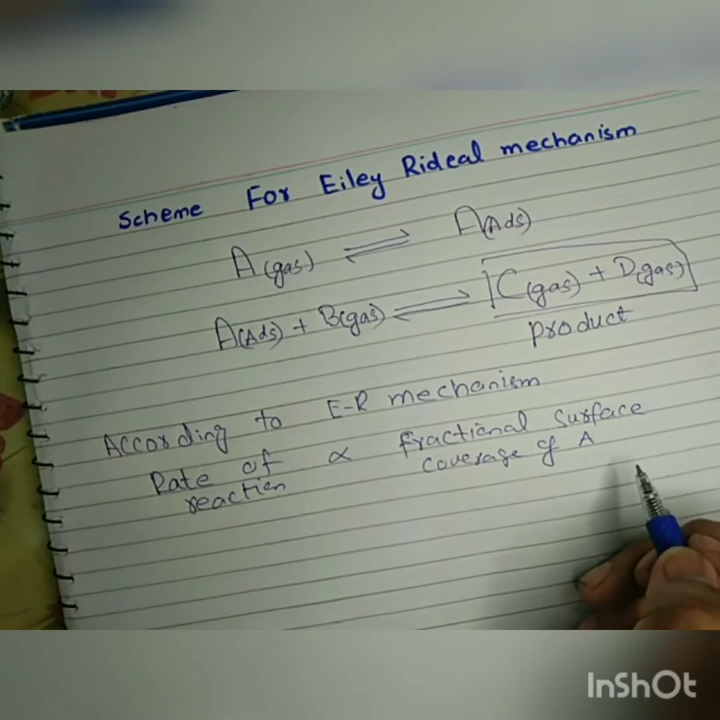 Scheme For Eiley Rideal mechanism
A(gas) ⇌ A(Ads)
A(Ads) + B(gas) ⇌ C(gas) + D(gas)
Product
According to E-R mechanism
Rate of reaction ∝ fractional surface coverage of A
InShOt